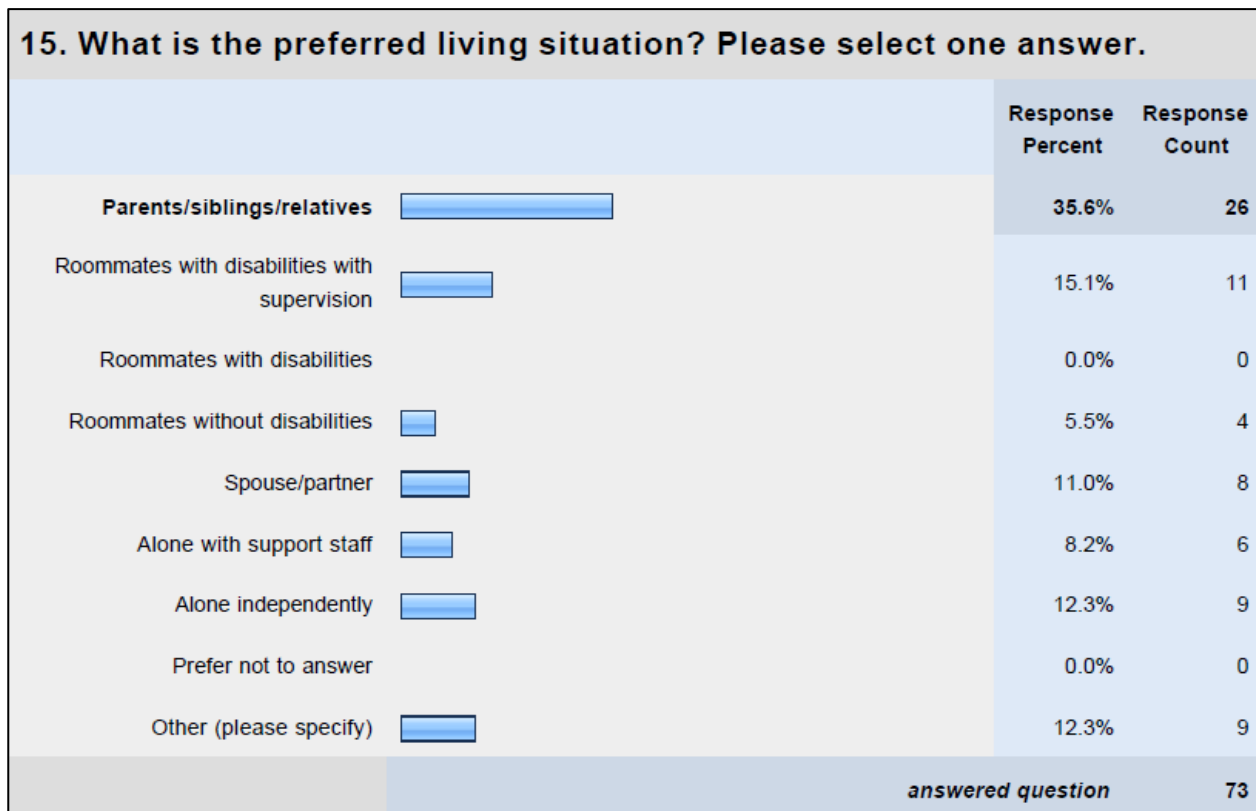 15. What is the preferred living situation? Please select one answer.
Response Response
Percent Count
Parents/siblings/relatives 35.6% 26
Roommates with disabilities with
supervision 15.1% 11
Roommates with disabilities 0.0% 0
Roommates without disabilities 5.5% 4
Spouse/partner 11.0% 8
Alone with support staff 8.2% 6
Alone independently 12.3% 9
Prefer not to answer 0.0% 0
Other (please specify) 12.3% 9
answered question 73